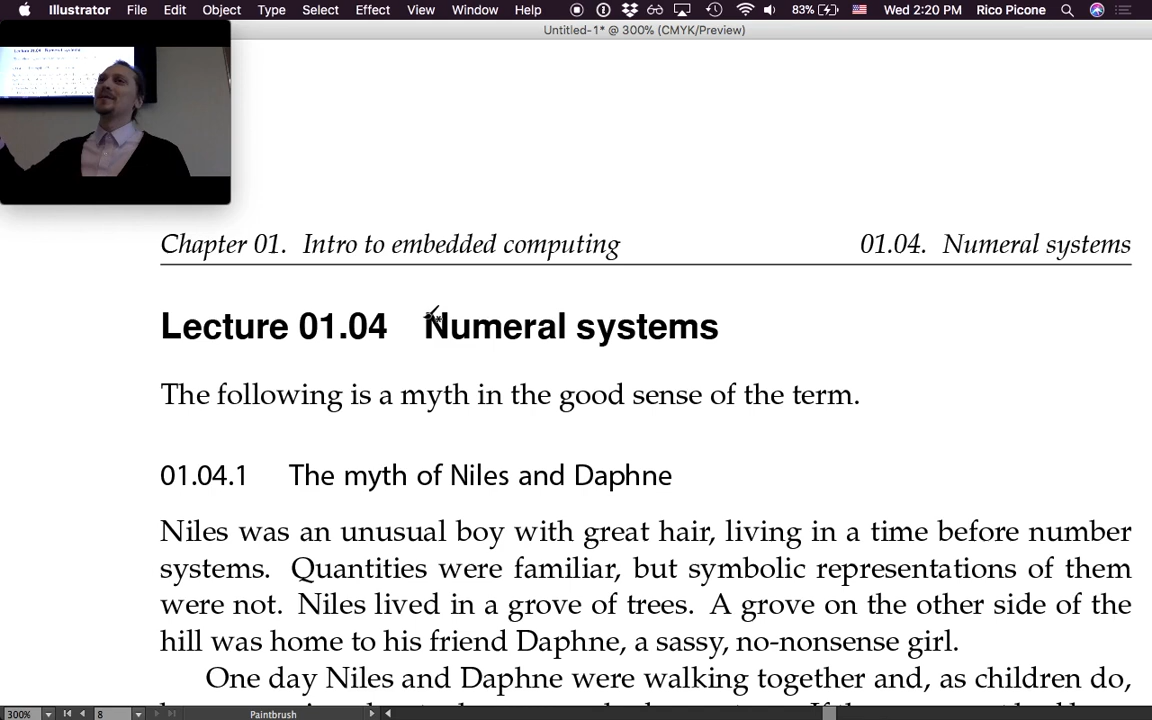 Illustrator File Edit Object Type Select Effect View Window Help 83% Wed 2:20 PM Rico Picone
Untitled-1* @ 300% (CMYK/Preview)
Chapter 01. Intro to embedded computing 01.04. Numeral systems
Lecture 01.04 Numeral systems
The following is a myth in the good sense of the term.
01.04.1 The myth of Niles and Daphne
Niles was an unusual boy with great hair, living in a time before number
systems. Quantities were familiar, but symbolic representations of them
were not. Niles lived in a grove of trees. A grove on the other side of the
hill was home to his friend Daphne, a sassy, no-nonsense girl.
One day Niles and Daphne were walking together and, as children do,
300% 8 Paintbrush